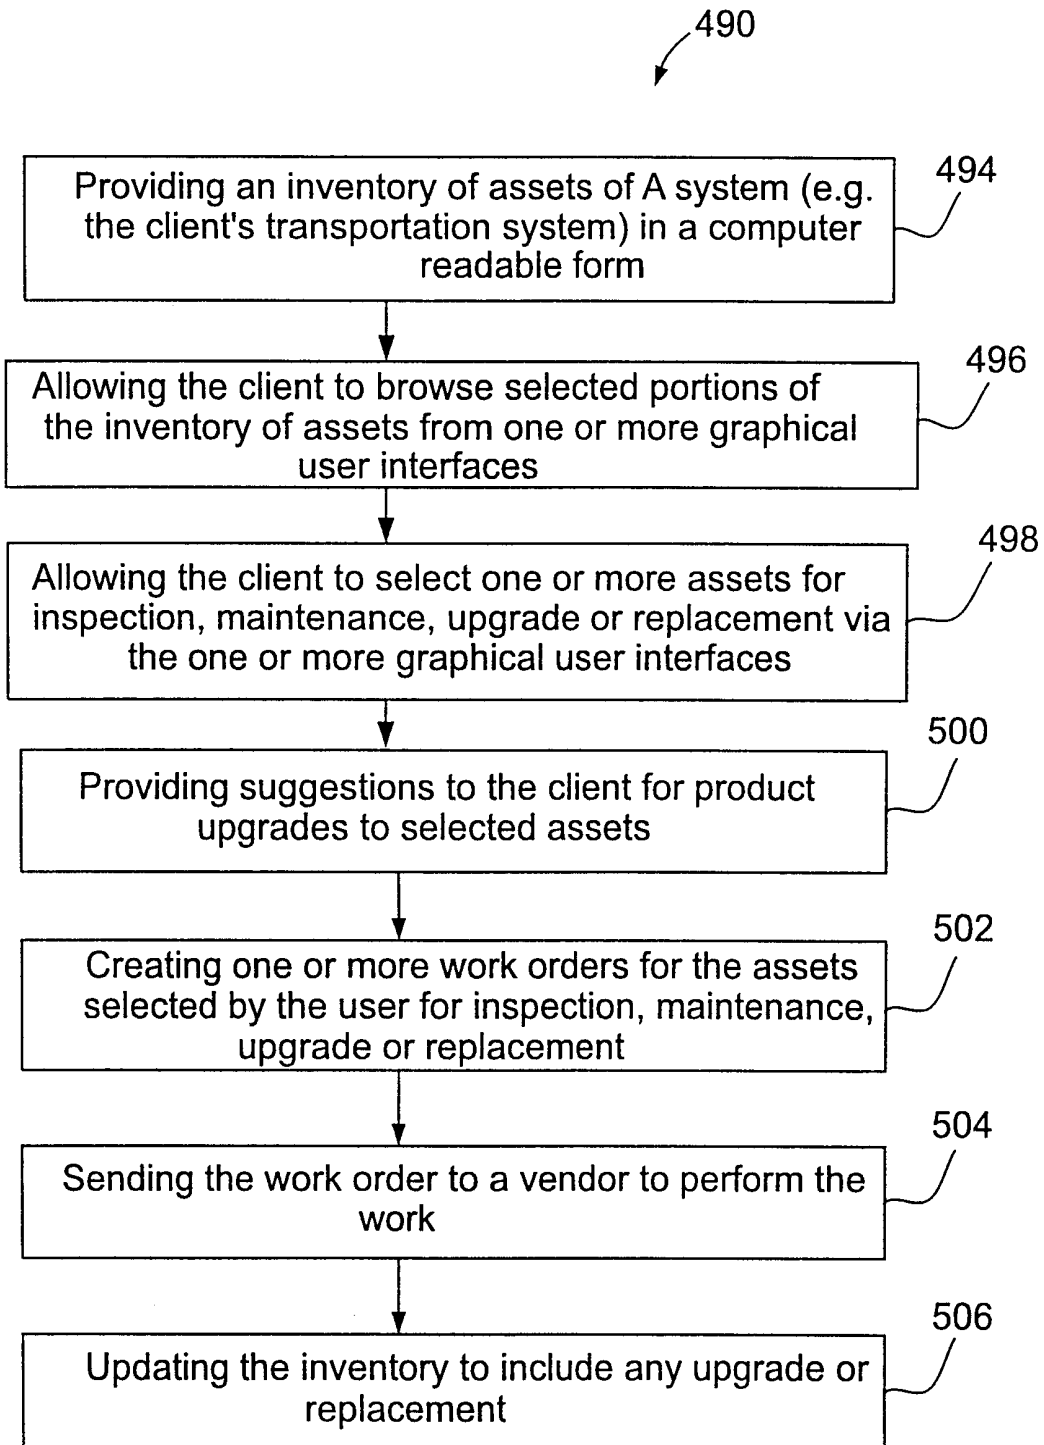 490
Providing an inventory of assets of A system (e.g.
the client's transportation system) in a computer
readable form
494
Allowing the client to browse selected portions of
the inventory of assets from one or more graphical
user interfaces
496
Allowing the client to select one or more assets for
inspection, maintenance, upgrade or replacement via
the one or more graphical user interfaces
498
Providing suggestions to the client for product
upgrades to selected assets
500
Creating one or more work orders for the assets
selected by the user for inspection, maintenance,
upgrade or replacement
502
Sending the work order to a vendor to perform the
work
504
Updating the inventory to include any upgrade or
replacement
506